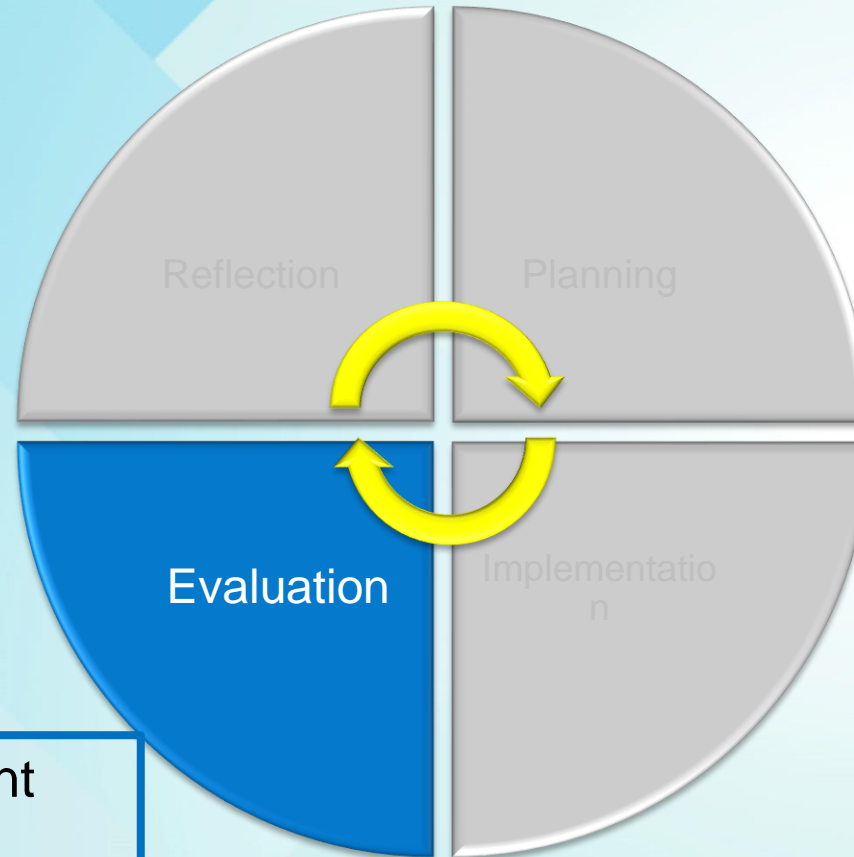 Reflection
Planning
Evaluation
Implementatio
n
nt